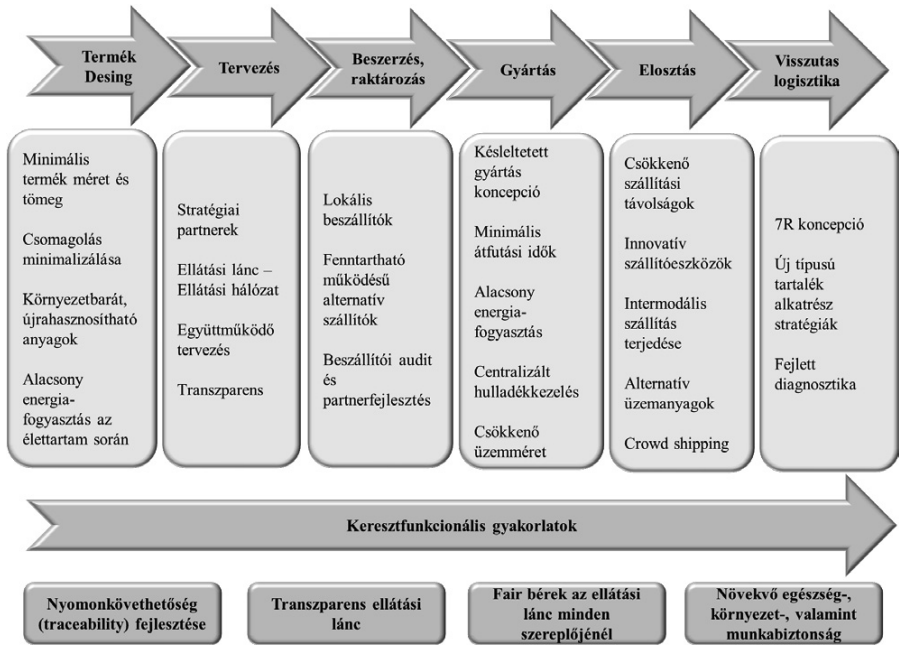 Termék
Desing
Tervezés
Beszerzés,
raktározás
Gyártás
Elosztás
Visszutas
logisztika
Minimális
termék méret és
tömeg
Csomagolás
minimalizálása
Környezetbarát,
újrahasznosítható
anyagok
Alacsony
energia-
fogyasztás az
élettartam során
Stratégiai
partnerek
Ellátási lánc –
Ellátási hálózat
Együttműködő
tervezés
Transzparens
Lokális
beszállítók
Fenntartható
működésű
alternatív
szállítók
Beszállítói audit
és
partnerfejlesztés
Késleltetett
gyártás
koncepció
Minimális
átfutási idők
Alacsony
energia-
fogyasztás
Centralizált
hulladékkezelés
Csökkenő
üzemméret
Csökkenő
szállítási
távolságok
Innovatív
szállítóeszközök
Intermodális
szállítás
terjedése
Alternatív
üzemanyagok
Crowd shipping
7R koncepció
Új típusú
tartalék
alkatrész
stratégiák
Fejlett
diagnosztika
Keresztfunkcionális gyakorlatok
Nyomonkövethetőség
(traceability) fejlesztése
Transzparens ellátási
lánc
Fair bérek az ellátási
lánc minden
szereplőjénél
Növekvő egészség-,
környezet-, valamint
munkabiztonság